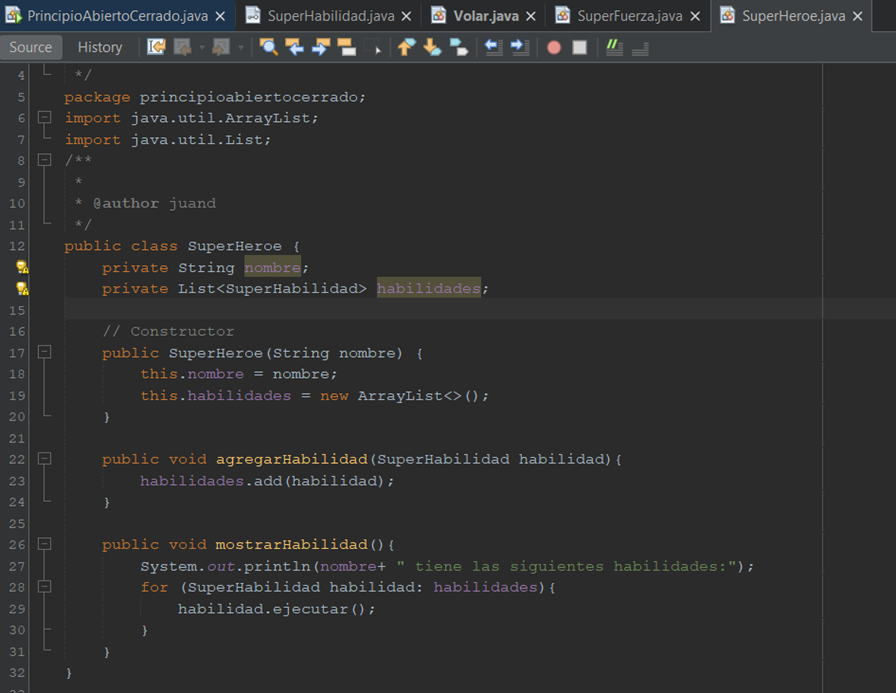 PrincipioAbiertoCerrado.java SuperHabilidad.java Volar.java SuperFuerza.java SuperHeroe.java
Source History
4 */
5 package principioabiertocerrado;
6 import java.util.ArrayList;
7 import java.util.List;
8 /**
9 *
10 * @author juand
11 */
12 public class SuperHeroe {
private String nombre;
private List<SuperHabilidad> habilidades;
15
16 // Constructor
17 public SuperHeroe(String nombre) {
18 this.nombre = nombre;
19 this.habilidades = new ArrayList<>();
20 }
21
22 public void agregarHabilidad(SuperHabilidad habilidad){
23 habilidades.add(habilidad);
24 }
25
26 public void mostrarHabilidad(){
27 System.out.println(nombre+ " tiene las siguientes habilidades:");
28 for (SuperHabilidad habilidad: habilidades){
29 habilidad.ejecutar();
30 }
31 }
32 }